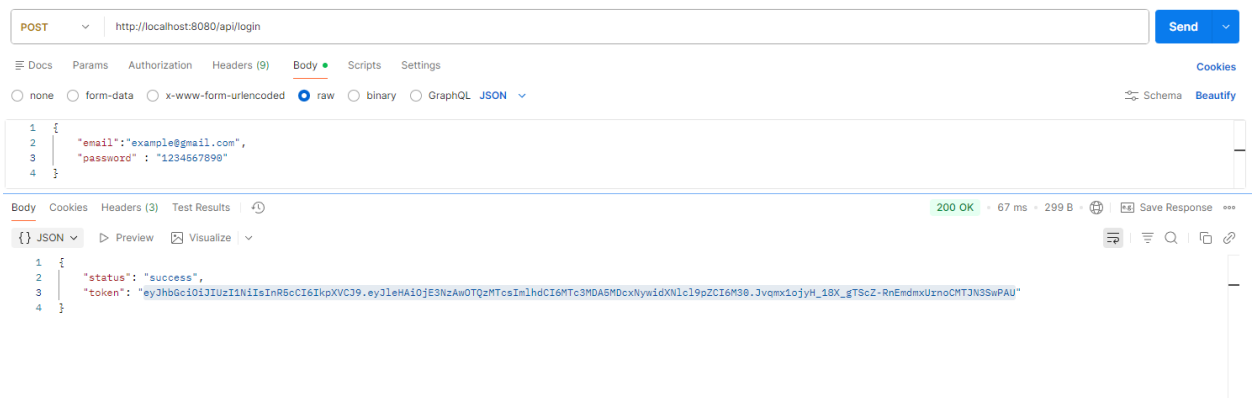 POST http://localhost:8080/api/login Send
Docs Params Authorization Headers (9) Body Scripts Settings Cookies
none form-data x-www-form-urlencoded raw binary GraphQL JSON Schema Beautify
1 {
2 "email":"example@gmail.com",
3 "password" : "1234567890"
4 }
Body Cookies Headers (3) Test Results 200 OK 67 ms 299 B Save Response
{} JSON Preview Visualize
1 {
2 "status": "success",
3 "token": "eyJhbGciOiJIUzI1NiIsInR5cCI6IkpXVCJ9.eyJleHAiOjE3NzAwOTQzMTcsImlhdCI6MTc3MDA5MDcxNywidXNlcl9pZCI6M30.Jvqmx1ojyH_18X_gTScZ-RnEmdmxUrnoCMTJN3SwPAU"
4 }